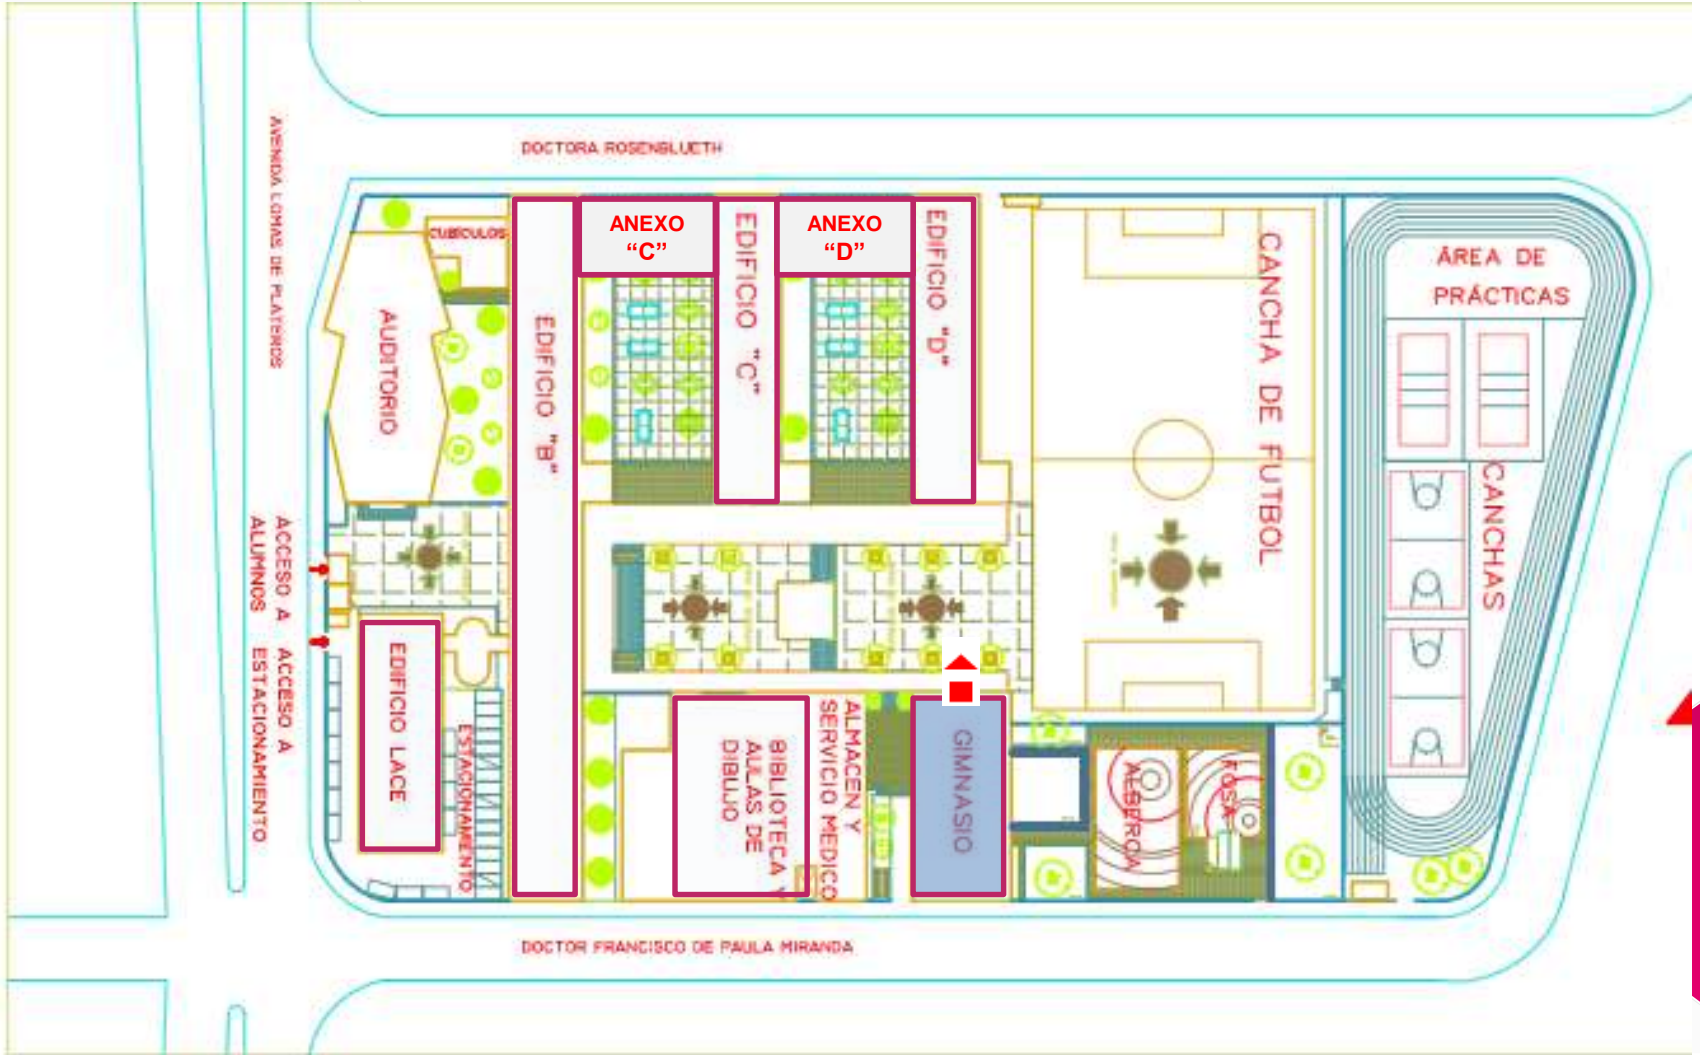 DOCTORA ROSENBLUETH
AVENIDA LOMAS DE PLATEROS
CUBÍCULOS
AUDITORIO
EDIFICIO "B"
ANEXO
“C”
EDIFICIO "C"
ANEXO
“D”
EDIFICIO "D"
CANCHA DE FUTBOL
ÁREA DE
PRÁCTICAS
CANCHAS
ACCESO A
ALUMNOS
ACCESO A
ESTACIONAMIENTO
EDIFICIO LACE
ESTACIONAMIENTO
BIBLIOTECA Y
AULAS DE
DIBUJO
ALMACEN Y
SERVICIO MEDICO
GIMNASIO
ALBERCA
FOSA
DOCTOR FRANCISCO DE PAULA MIRANDA